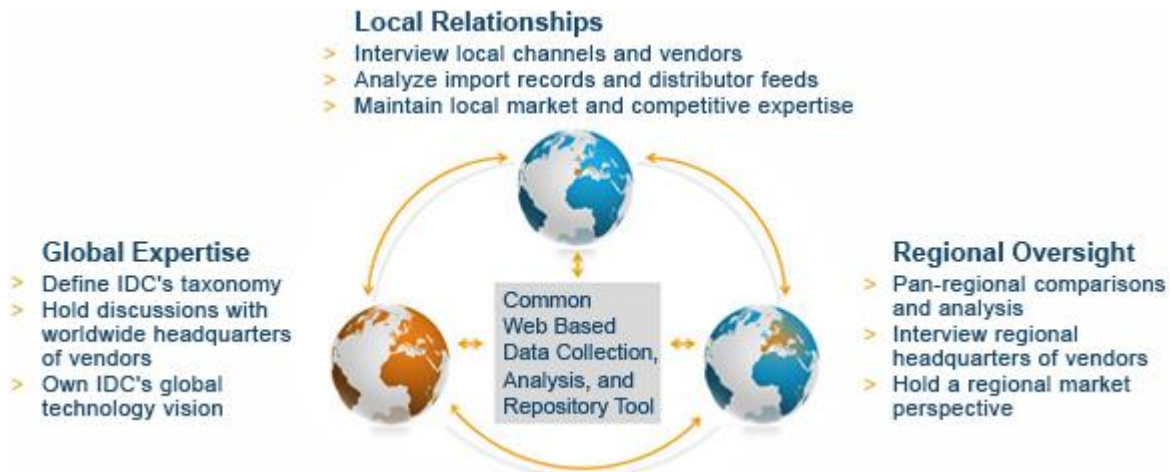 Local Relationships
> Interview local channels and vendors
> Analyze import records and distributor feeds
> Maintain local market and competitive expertise
Global Expertise
> Define IDC's taxonomy
> Hold discussions with
worldwide headquarters
of vendors
> Own IDC's global
technology vision
Common
Web Based
Data Collection,
Analysis, and
Repository Tool
Regional Oversight
> Pan-regional comparisons
and analysis
> Interview regional
headquarters of vendors
> Hold a regional market
perspective